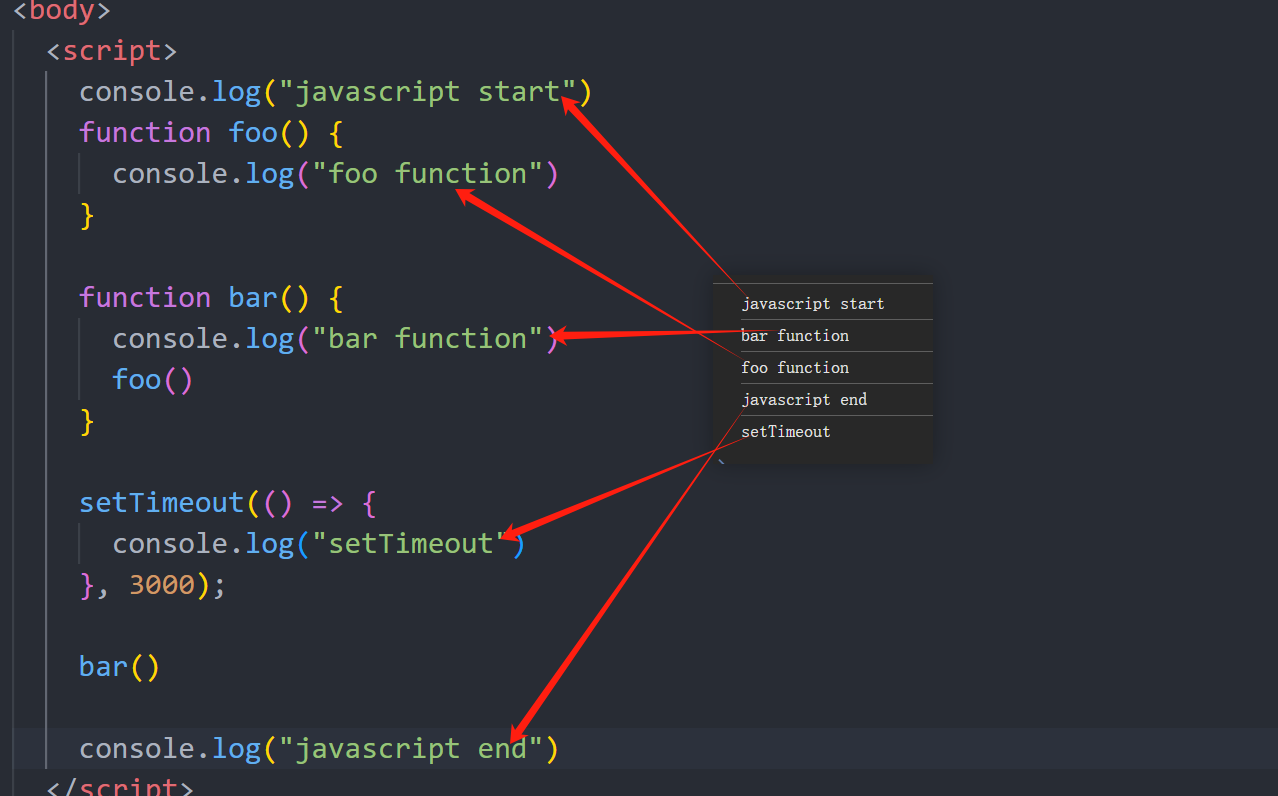 <body>
<script>
console.log("javascript start")
function foo() {
console.log("foo function")
}
function bar() {
console.log("bar function")
foo()
}
setTimeout(() => {
console.log("setTimeout")
}, 3000);
bar()
console.log("javascript end")
</script>
javascript start
bar function
foo function
javascript end
setTimeout